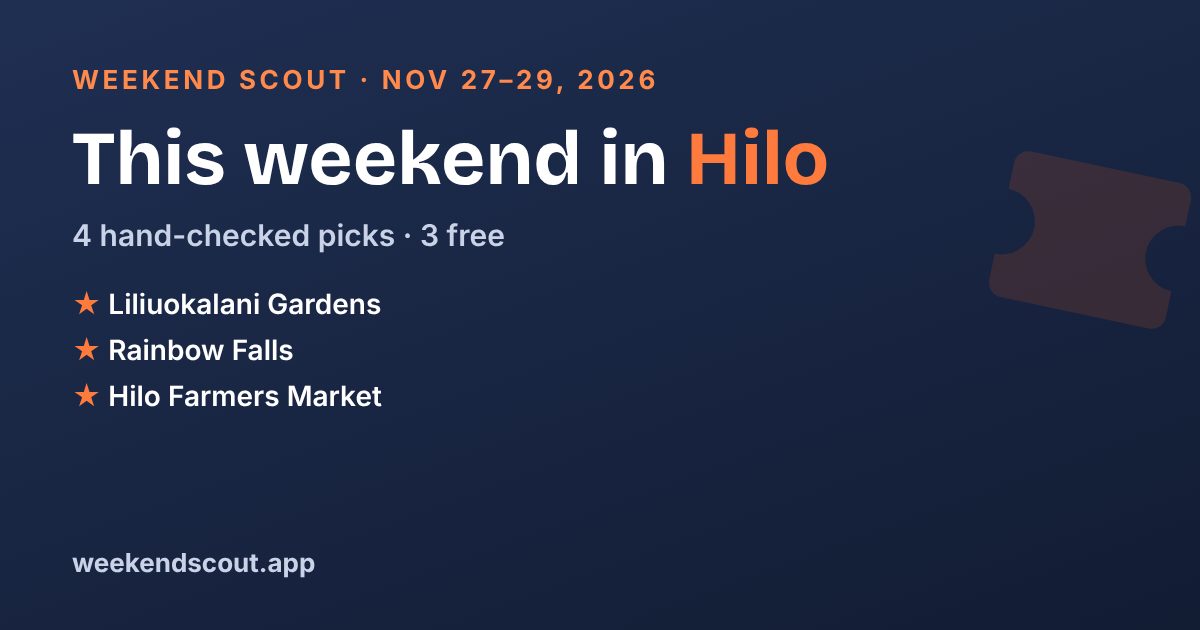 WEEKEND SCOUT · NOV 27–29, 2026
This weekend in Hilo
4 hand-checked picks · 3 free
★ Liliuokalani Gardens
★ Rainbow Falls
★ Hilo Farmers Market
weekendscout.app